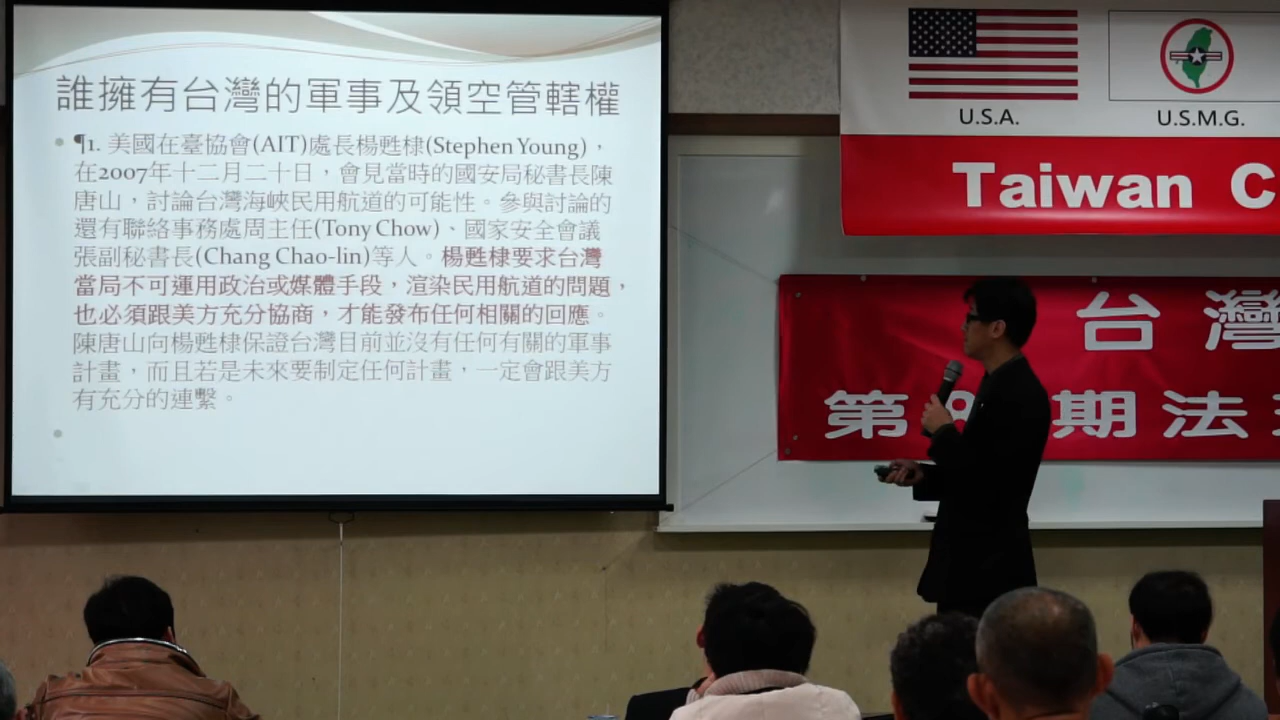 誰擁有台灣的軍事及領空管轄權
¶1. 美國在臺協會(AIT)處長楊甦棣(Stephen Young)，
在2007年十二月二十日，會見當時的國安局秘書長陳
唐山，討論台灣海峽民用航道的可能性。參與討論的
還有聯絡事務處周主任(Tony Chow)、國家安全會議
張副秘書長(Chang Chao-lin)等人。楊甦棣要求台灣
當局不可運用政治或媒體手段，渲染民用航道的問題，
也必須跟美方充分協商，才能發布任何相關的回應。
陳唐山向楊甦棣保證台灣目前並沒有任何有關的軍事
計畫，而且若是未來要制定任何計畫，一定會跟美方
有充分的連繫。
U.S.A.
U.S.M.G.
Taiwan C
台灣
第 期法